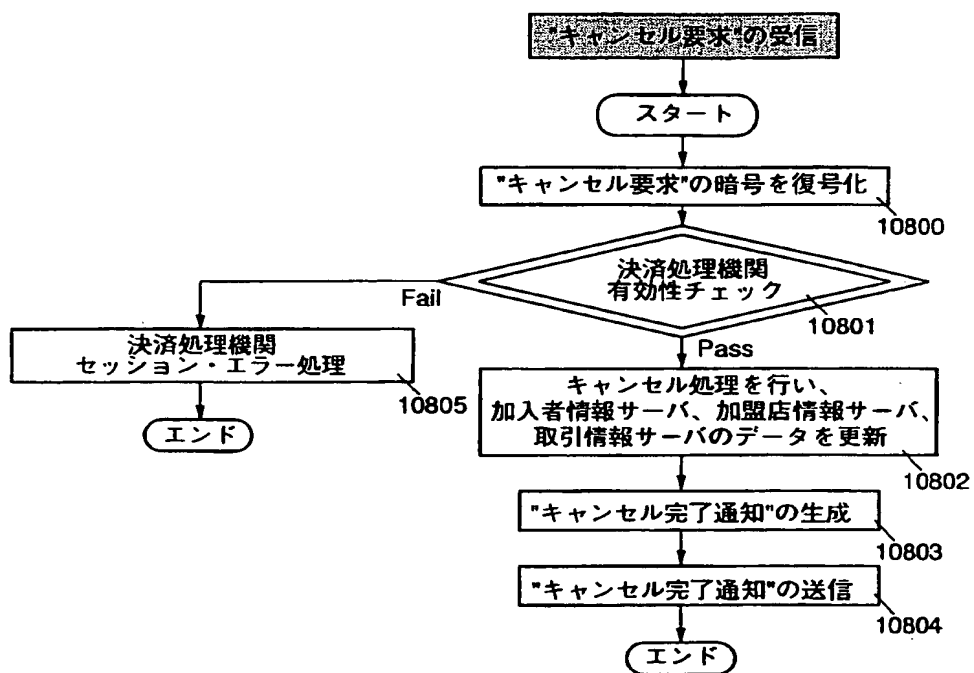 "キャンセル要求"の受信
スタート
"キャンセル要求"の暗号を復号化
10800
決済処理機関
有効性チェック
10801
Fail
Pass
決済処理機関
セッション・エラー処理
10805
エンド
キャンセル処理を行い、
加入者情報サーバ、加盟店情報サーバ、
取引情報サーバのデータを更新
10802
"キャンセル完了通知"の生成
10803
"キャンセル完了通知"の送信
10804
エンド